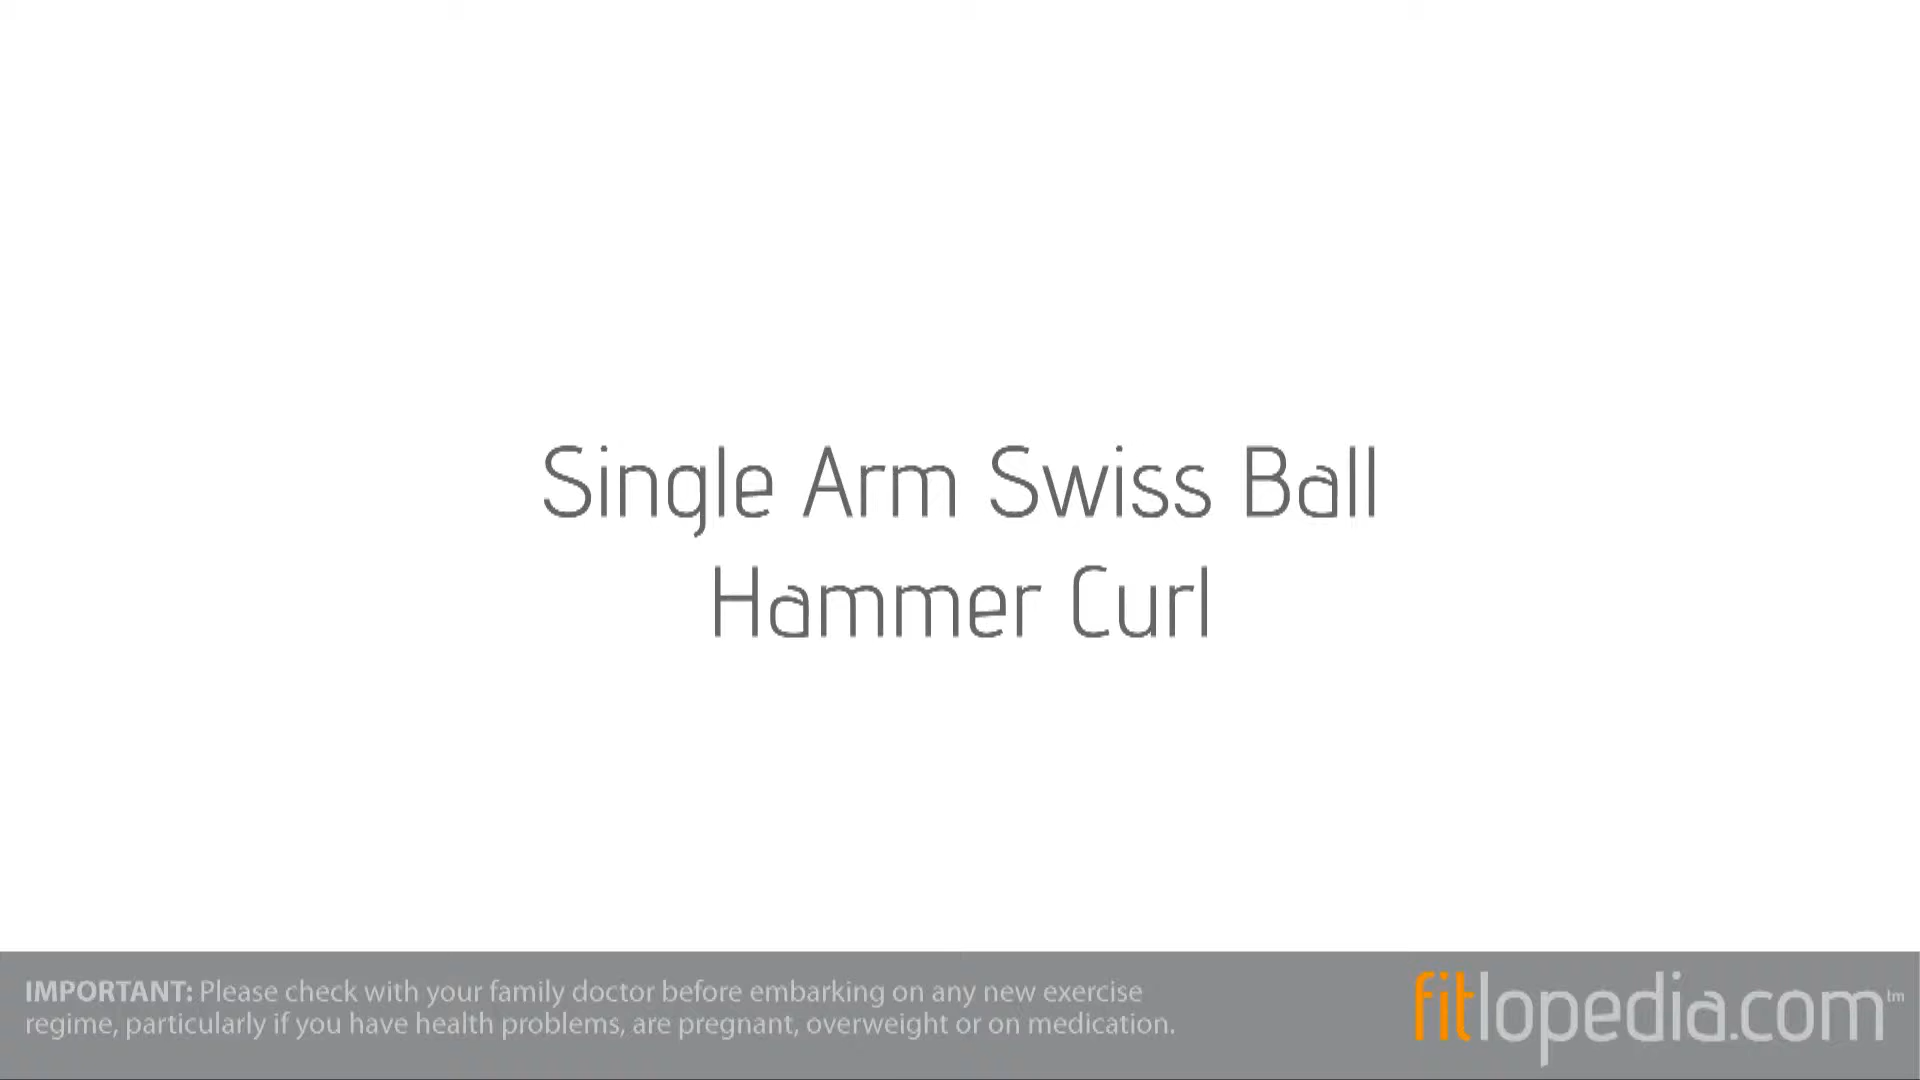 Single Arm Swiss Ball
Hammer Curl
IMPORTANT: Please check with your family doctor before embarking on any new exercise
regime, particularly if you have health problems, are pregnant, overweight or on medication.
fitlopedia.com™